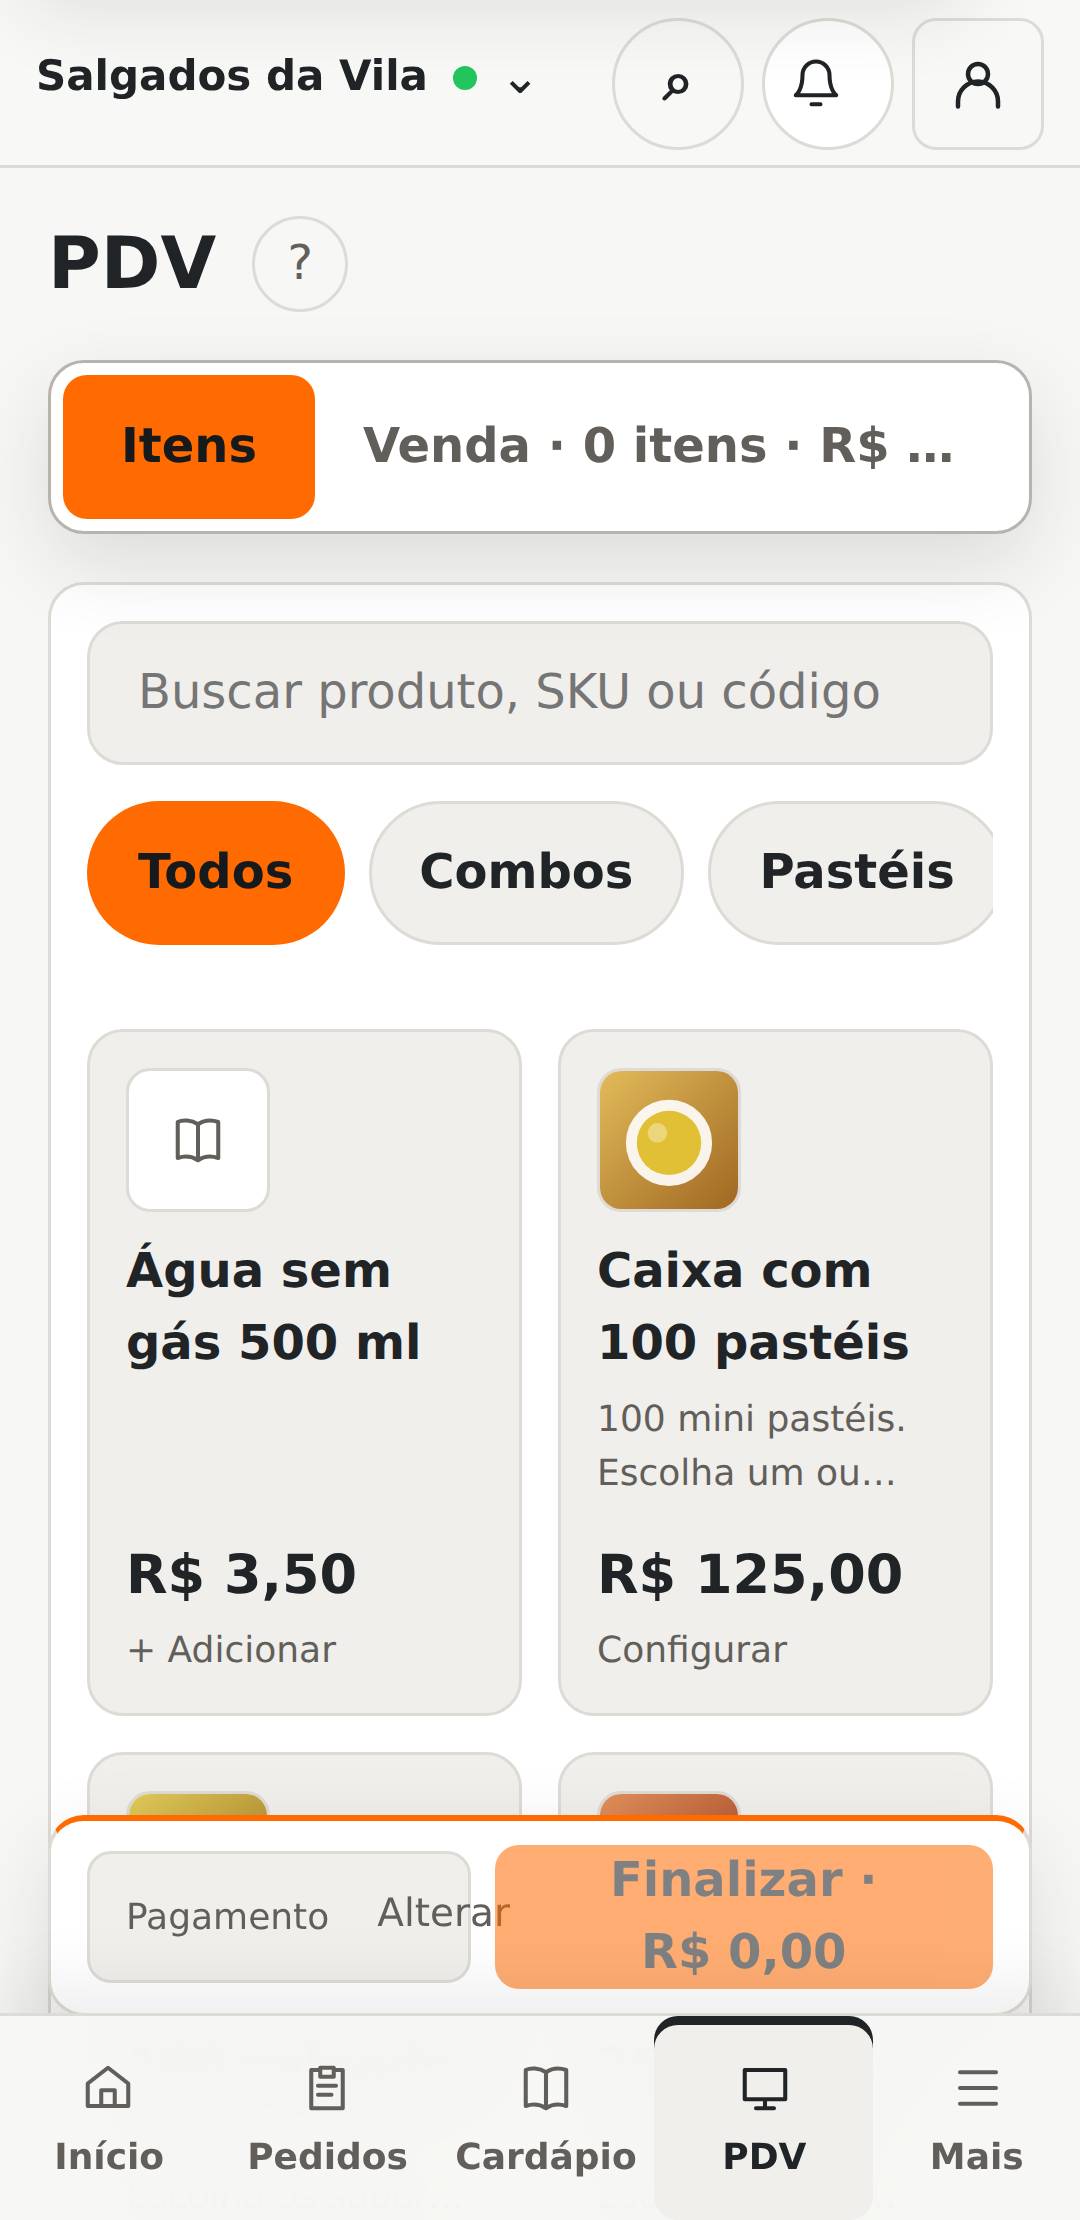 Salgados da Vila
PDV ?
Itens Venda · 0 itens · R$ …
Buscar produto, SKU ou código
Todos Combos Pastéis
Água sem
gás 500 ml
R$ 3,50
+ Adicionar
Caixa com
100 pastéis
100 mini pastéis.
Escolha um ou…
R$ 125,00
Configurar
Pagamento Alterar
Finalizar ·
R$ 0,00
Início Pedidos Cardápio PDV Mais